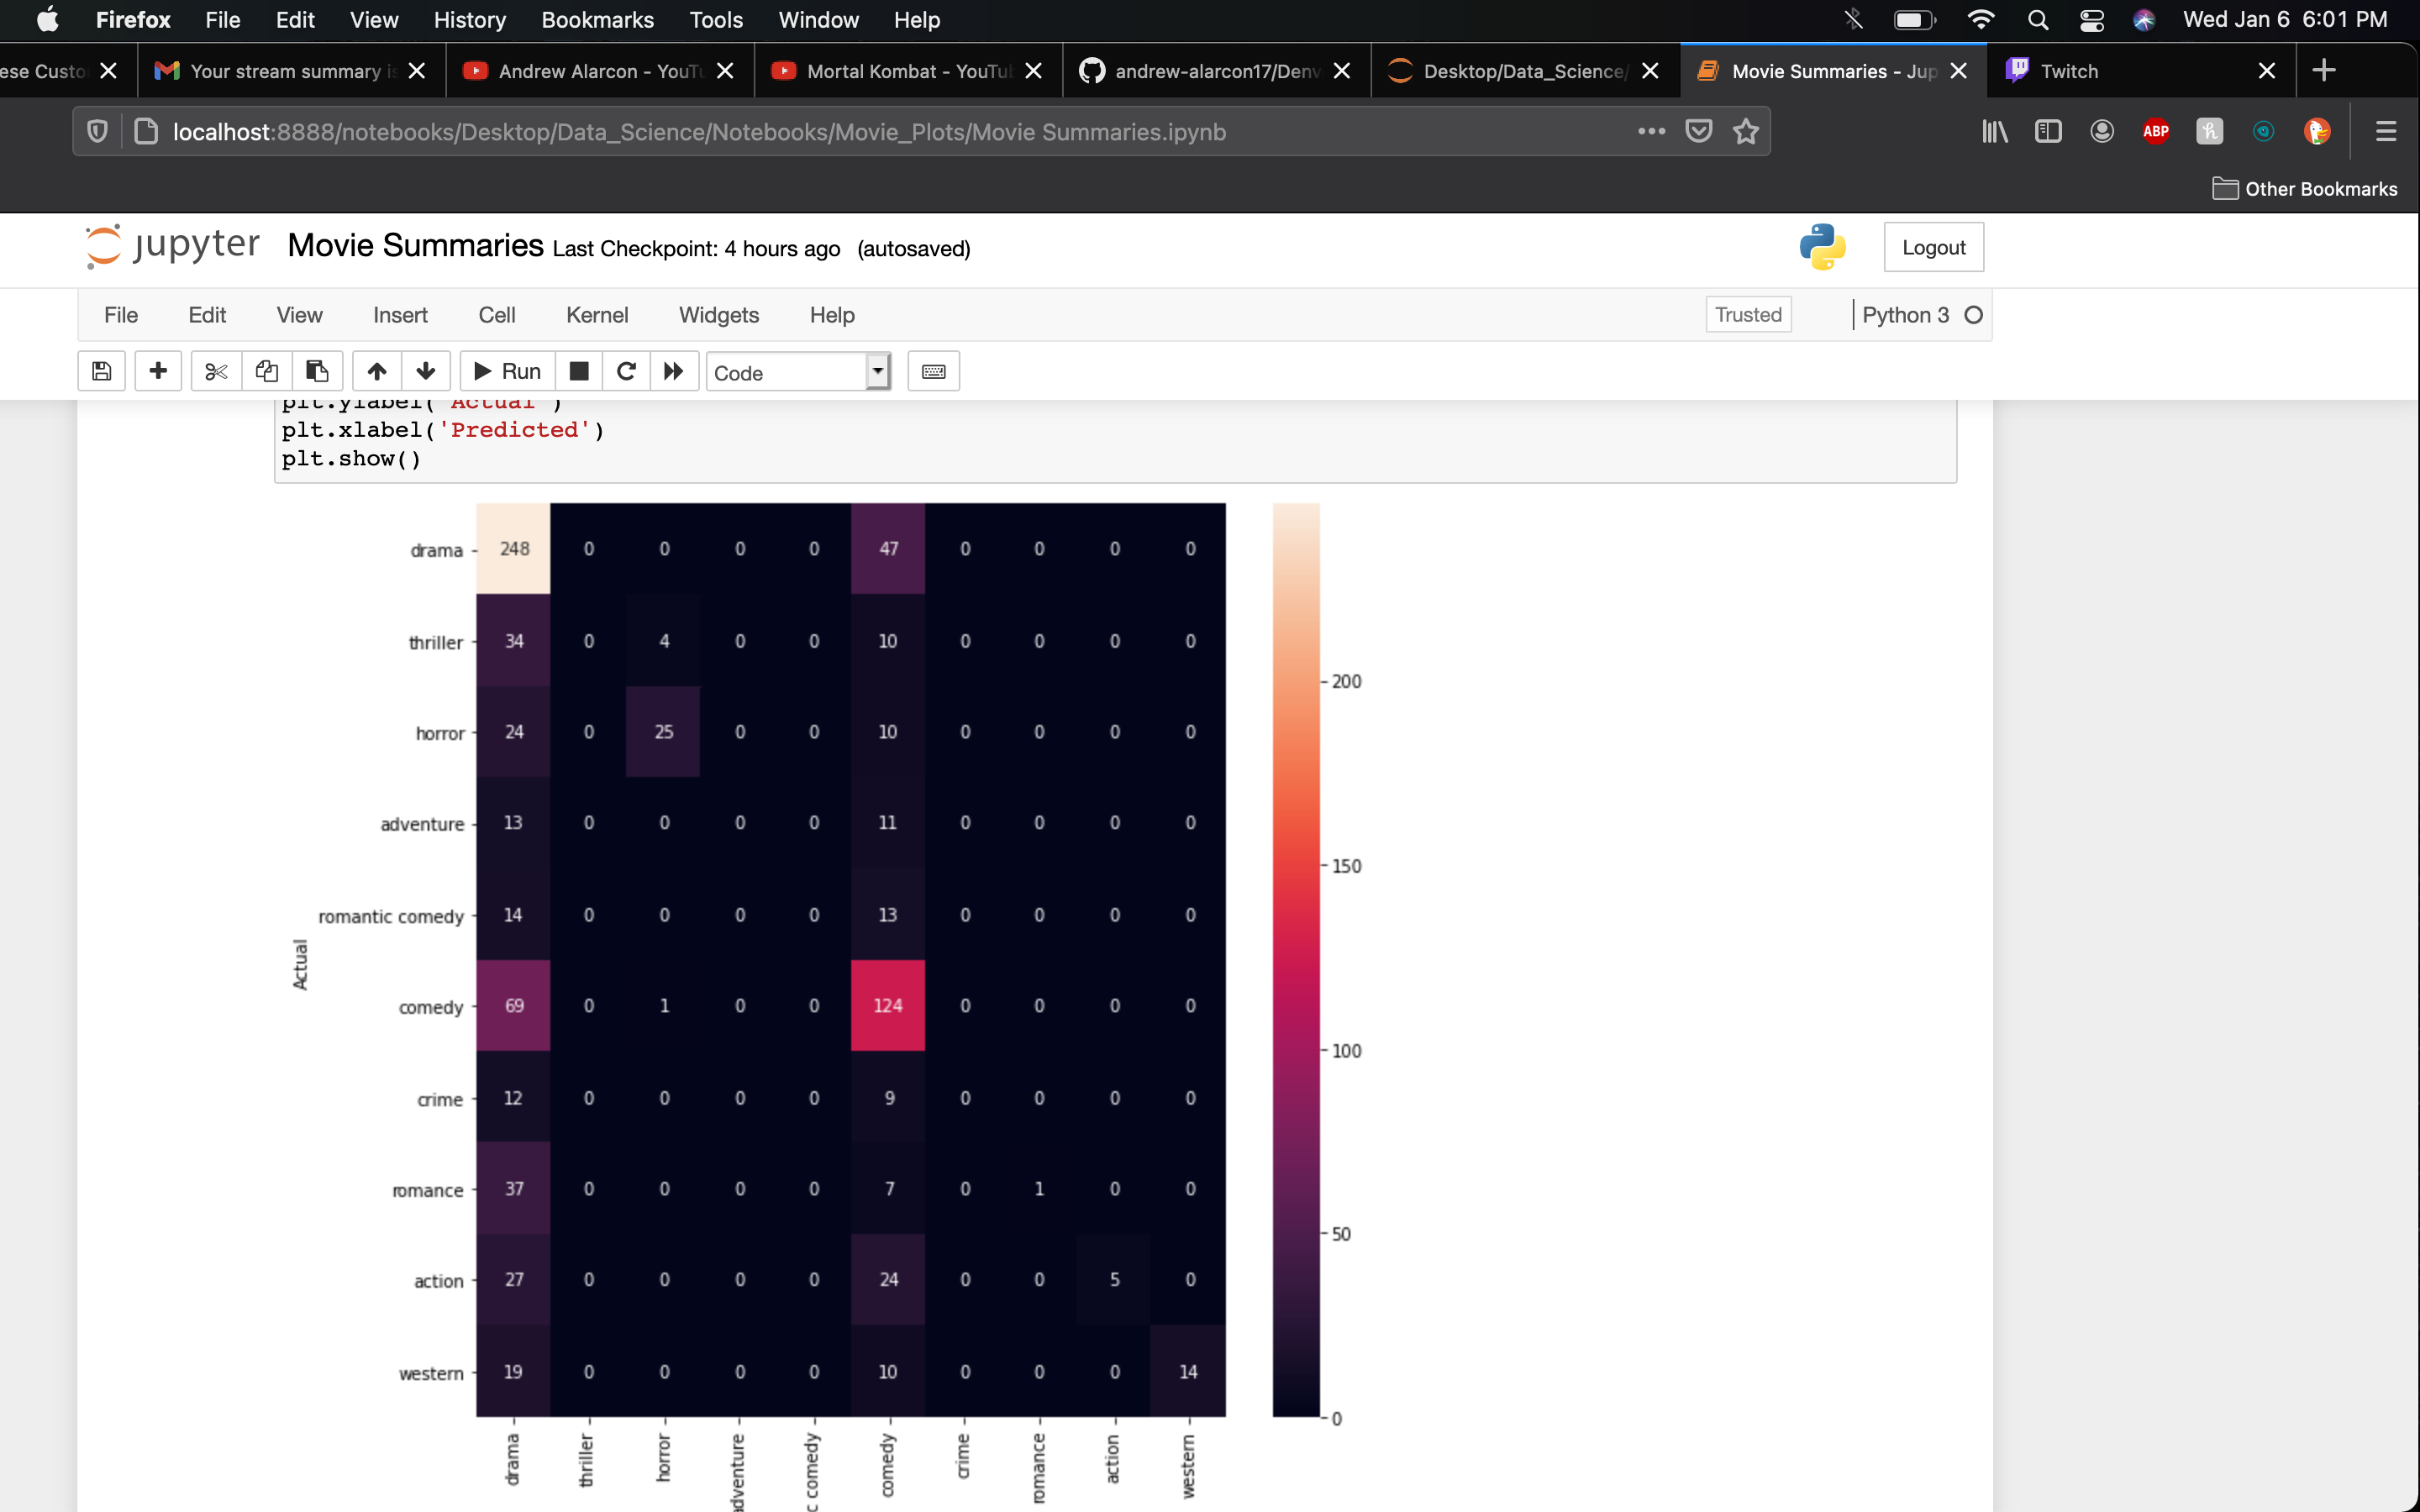 Firefox File Edit View History Bookmarks Tools Window Help Wed Jan 6 6:01 PM
ese Custo Your stream summary is Andrew Alarcon - YouTu Mortal Kombat - YouTub andrew-alarcon17/Denv Desktop/Data_Science/ Movie Summaries - Jup Twitch
localhost:8888/notebooks/Desktop/Data_Science/Notebooks/Movie_Plots/Movie Summaries.ipynb ABP h
Other Bookmarks
jupyter Movie Summaries Last Checkpoint: 4 hours ago (autosaved) Logout
File Edit View Insert Cell Kernel Widgets Help Trusted Python 3
Run Code
plt.ylabel('Actual')
plt.xlabel('Predicted')
plt.show()
drama 248 0 0 0 0 47 0 0 0 0
thriller 34 0 4 0 0 10 0 0 0 0
200
horror 24 0 25 0 0 10 0 0 0 0
adventure 13 0 0 0 0 11 0 0 0 0
150
romantic comedy 14 0 0 0 0 13 0 0 0 0
Actual
comedy 69 0 1 0 0 124 0 0 0 0
100
crime 12 0 0 0 0 9 0 0 0 0
romance 37 0 0 0 0 7 0 1 0 0
50
action 27 0 0 0 0 24 0 0 5 0
western 19 0 0 0 0 10 0 0 0 14
0
drama thriller horror adventure c comedy comedy crime romance action western